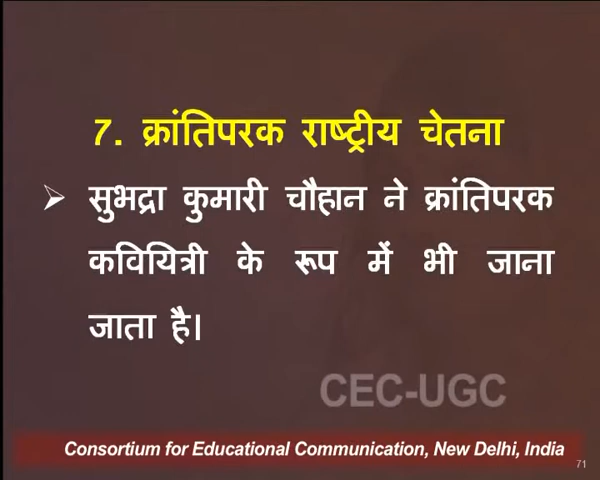 7. क्रांतिपरक राष्ट्रीय चेतना
सुभद्रा कुमारी चौहान ने क्रांतिपरक
कवियित्री के रूप में भी जाना
जाता है।
CEC-UGC
Consortium for Educational Communication, New Delhi, India
71